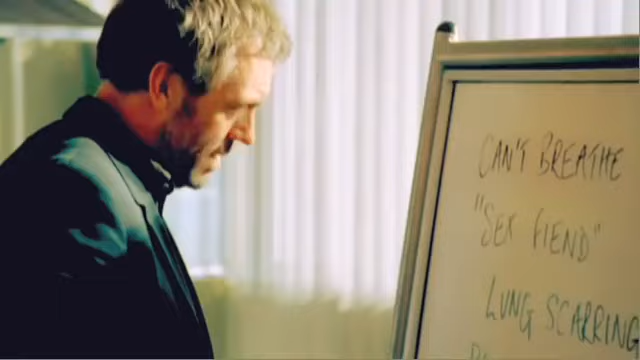 CAN'T BREATHE
"SEX FIEND"
LUNG SCARRING